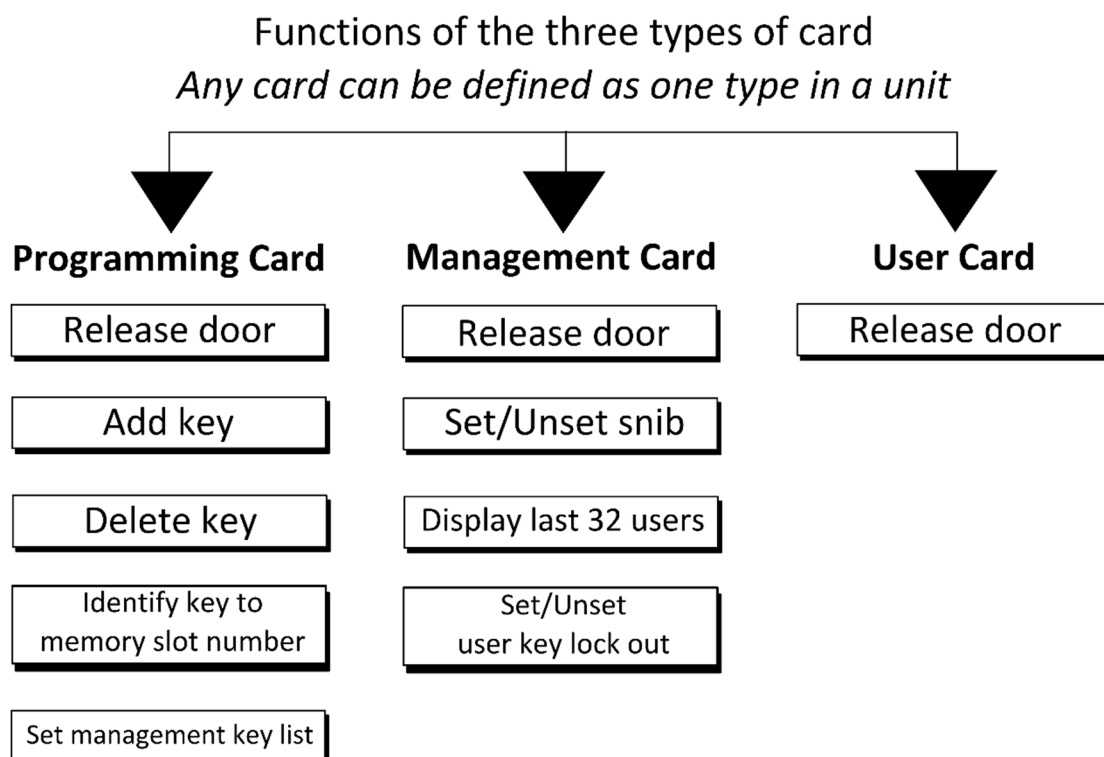 Functions of the three types of card
Any card can be defined as one type in a unit
Programming Card
Release door
Add key
Delete key
Identify key to
memory slot number
Set management key list
Management Card
Release door
Set/Unset snib
Display last 32 users
Set/Unset
user key lock out
User Card
Release door